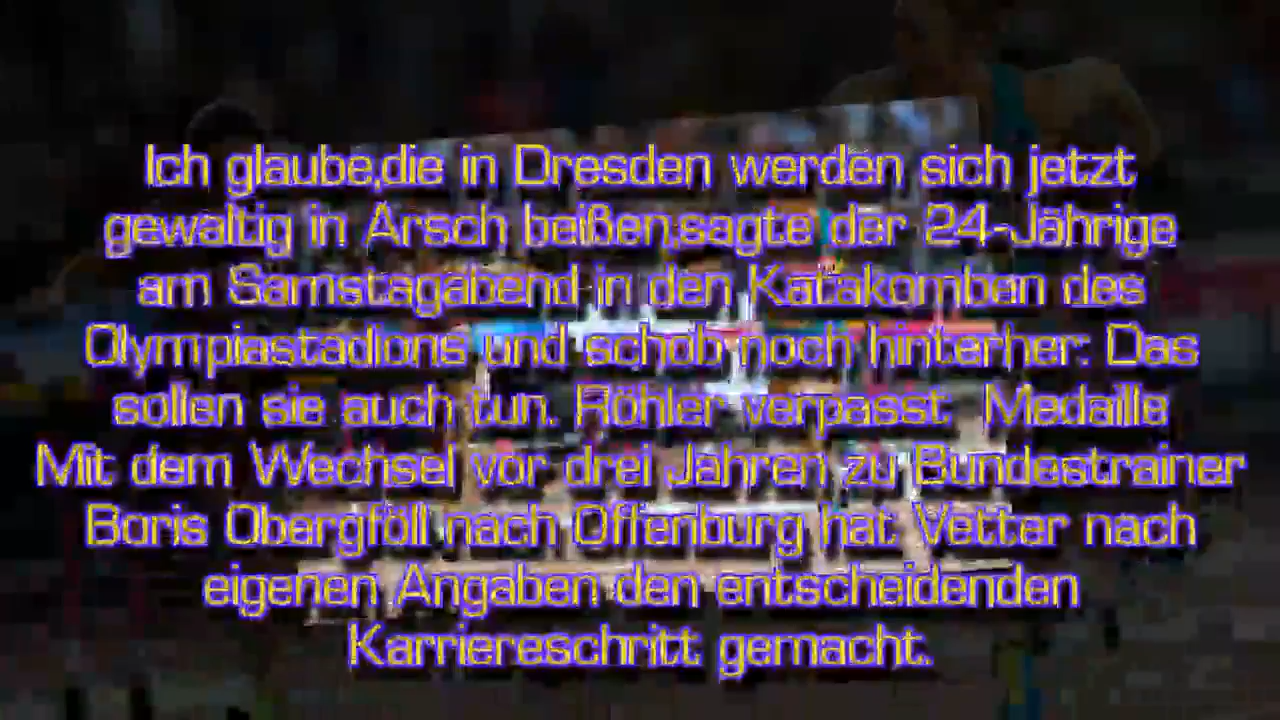 Ich glaube,die in Dresden werden sich jetzt
gewaltig in Arsch beißen,sagte der 24-Jährige
am Samstagabend in den Katakomben des
Olympiastadions und schob noch hinterher: Das
sollen sie auch tun. Röhler verpasst  Medaille
Mit dem Wechsel vor drei Jahren zu Bundestrainer
Boris Obergföll nach Offenburg hat Vetter nach
eigenen Angaben den entscheidenden
Karriereschritt gemacht.